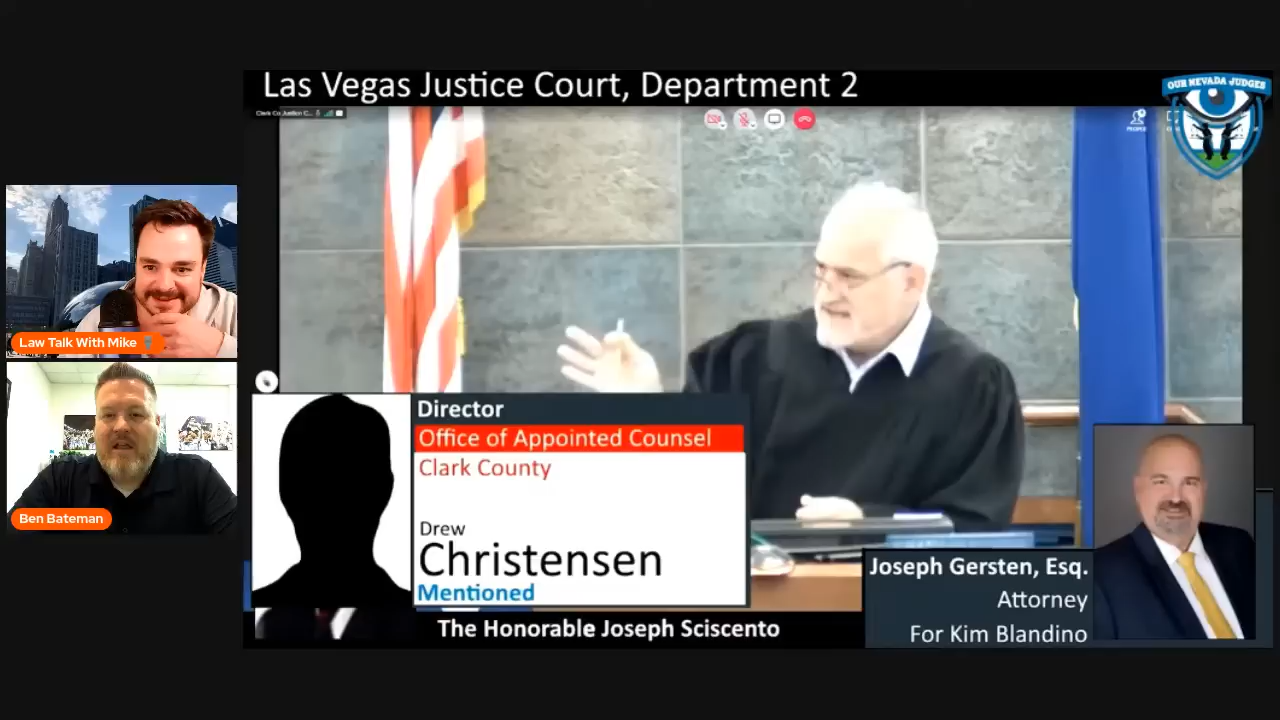 Las Vegas Justice Court, Department 2
OUR NEVADA JUDGES
PEOPLE
Law Talk With Mike
Ben Bateman
Director
Office of Appointed Counsel
Clark County
Drew
Christensen
Mentioned
The Honorable Joseph Sciscento
Joseph Gersten, Esq.
Attorney
For Kim Blandino